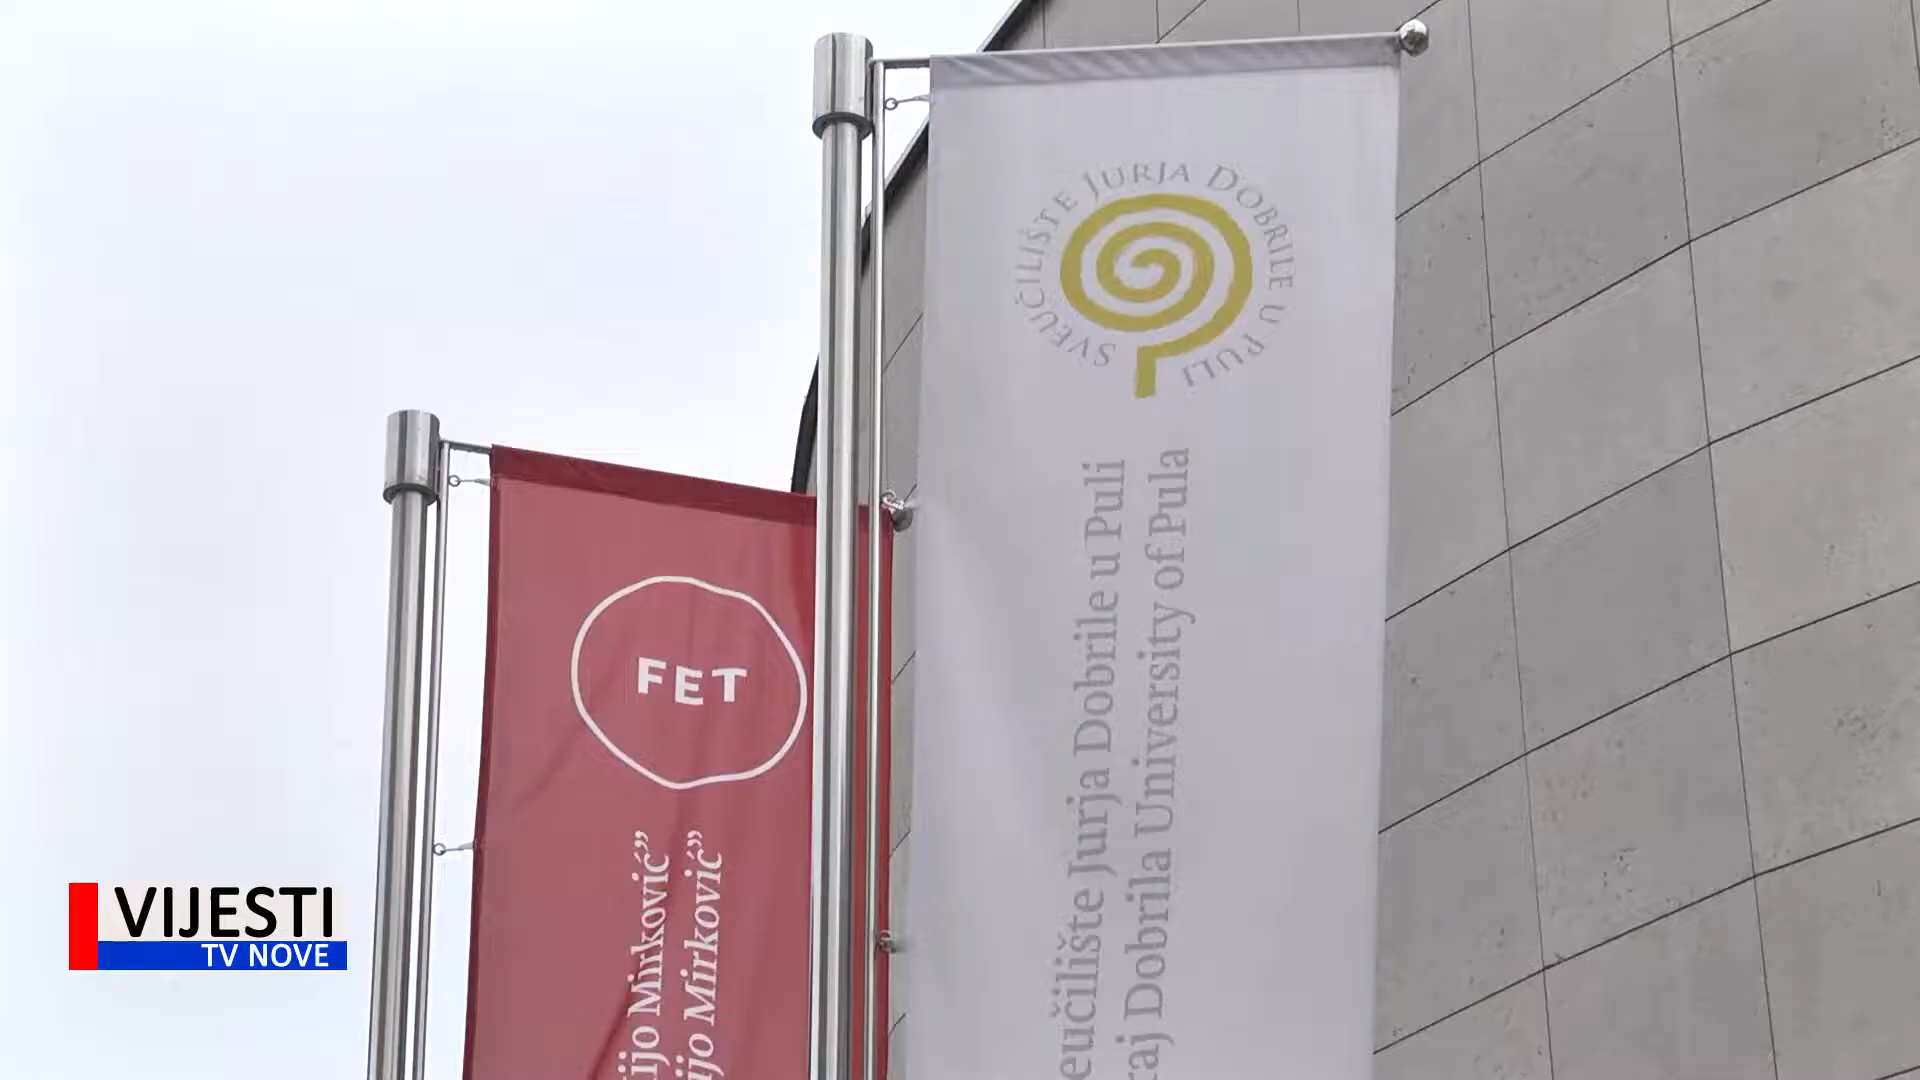 SVEUČILIŠTE JURJA DOBRILE U PULI
eučilište Jurja Dobrile u Puli
raj Dobrila University of Pula
FET
ijo Mirković”
ijo Mirković”
VIJESTI
TV NOVE